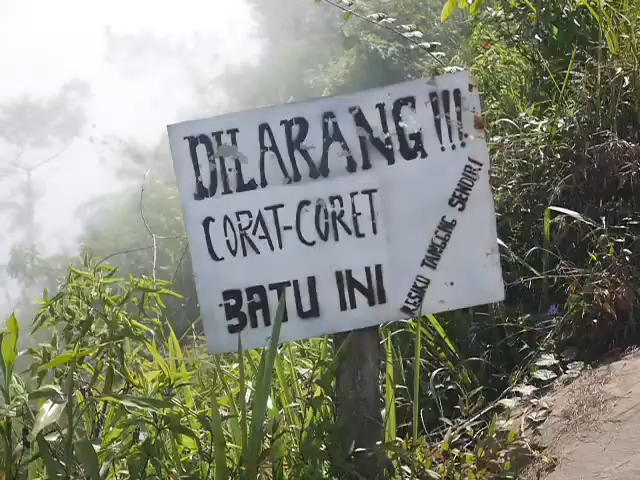 DILARANG!!!
CORAT-CORET
BATU INI
RESIKO TANGGUNG SENDIRI